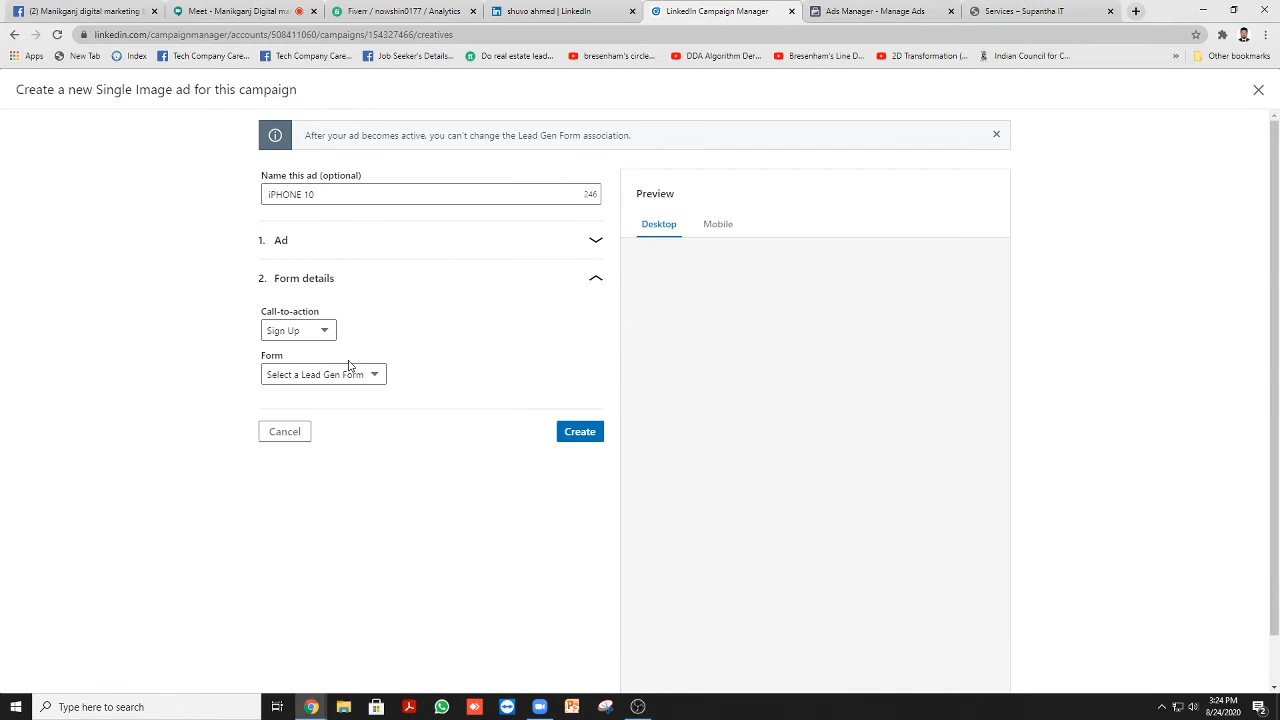 (2) Manikganj digital marketing b
Meet - Manikganj Digital ma
Fiverr / nowshin0177 / Analytics
shuvo ahmed | LinkedIn
LinkedIn Campaign Manager
Ads Manager - Manage Ads
Services – Supantha IT
linkedin.com/campaignmanager/accounts/508411060/campaigns/154327466/creatives
Apps
New Tab
Index
Tech Company Care...
Tech Company Care...
Job Seeker's Details...
Do real estate lead...
bresenham's circle...
DDA Algorithm Der...
Bresenham's Line D...
2D Transformation (...
Indian Council for C...
»
Other bookmarks
Create a new Single Image ad for this campaign
After your ad becomes active, you can't change the Lead Gen Form association.
Name this ad (optional)
iPHONE 10
246
1. Ad
2. Form details
Call-to-action
Sign Up
Form
Select a Lead Gen Form
Cancel
Create
Preview
Desktop
Mobile
Type here to search
3:24 PM
8/24/2020